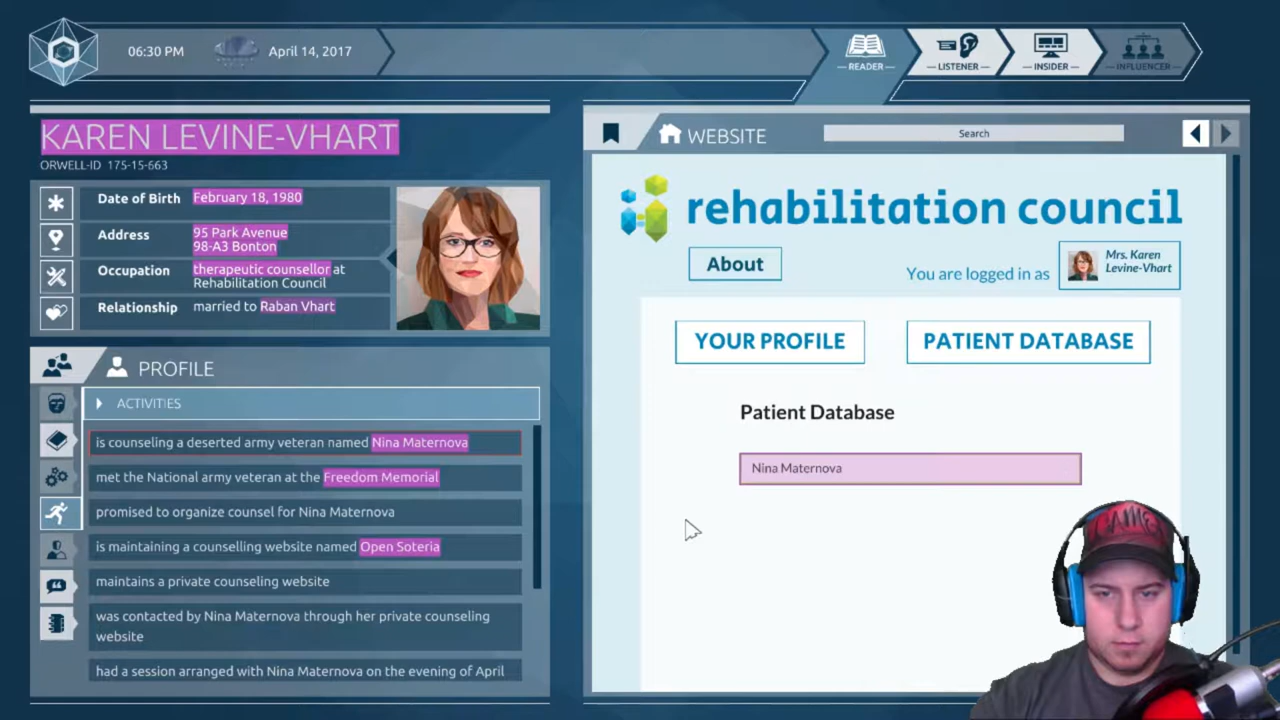 06:30 PM
April 14, 2017
READER
LISTENER
INSIDER
INFLUENCER
KAREN LEVINE-VHART
ORWELL-ID 175-15-663
Date of Birth February 18, 1980
Address 95 Park Avenue
98-A3 Bonton
Occupation therapeutic counsellor at
Rehabilitation Council
Relationship married to Raban Vhart
PROFILE
ACTIVITIES
is counseling a deserted army veteran named Nina Maternova
met the National army veteran at the Freedom Memorial
promised to organize counsel for Nina Maternova
is maintaining a counselling website named Open Soteria
maintains a private counseling website
was contacted by Nina Maternova through her private counseling
website
had a session arranged with Nina Maternova on the evening of April
WEBSITE
Search
rehabilitation council
About
You are logged in as
Mrs. Karen
Levine-Vhart
YOUR PROFILE
PATIENT DATABASE
Patient Database
Nina Maternova
GAME